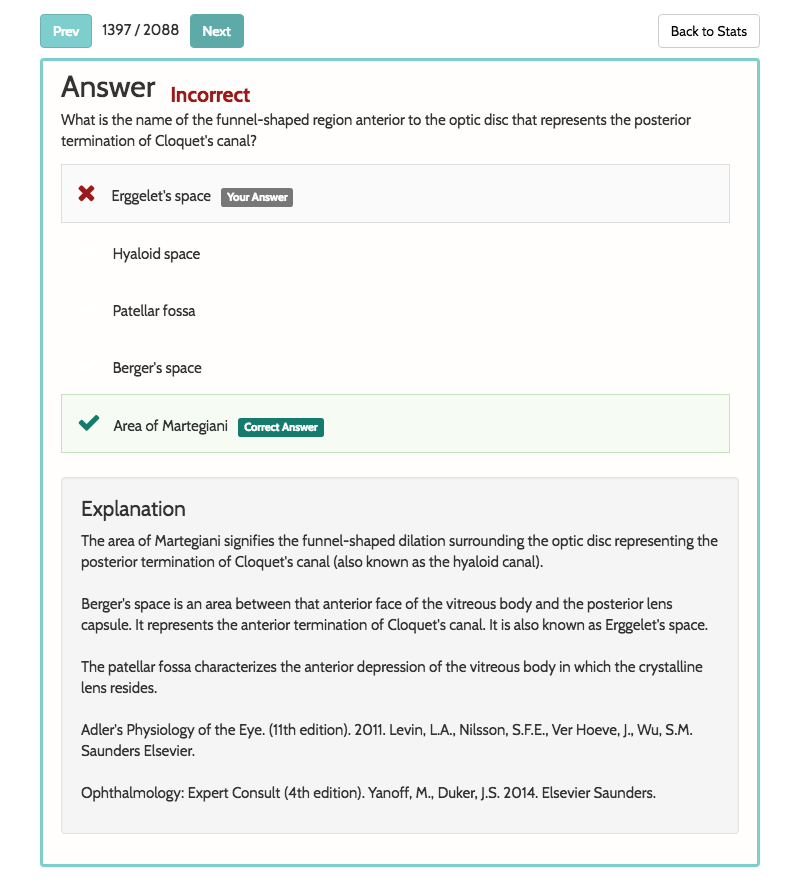 Prev 1397 / 2088 Next Back to Stats
Answer Incorrect
What is the name of the funnel-shaped region anterior to the optic disc that represents the posterior
termination of Cloquet's canal?
Erggelet's space Your Answer
Hyaloid space
Patellar fossa
Berger's space
Area of Martegiani Correct Answer
Explanation
The area of Martegiani signifies the funnel-shaped dilation surrounding the optic disc representing the
posterior termination of Cloquet's canal (also known as the hyaloid canal).
Berger's space is an area between that anterior face of the vitreous body and the posterior lens
capsule. It represents the anterior termination of Cloquet's canal. It is also known as Erggelet's space.
The patellar fossa characterizes the anterior depression of the vitreous body in which the crystalline
lens resides.
Adler's Physiology of the Eye. (11th edition). 2011. Levin, L.A., Nilsson, S.F.E., Ver Hoeve, J., Wu, S.M.
Saunders Elsevier.
Ophthalmology: Expert Consult (4th edition). Yanoff, M., Duker, J.S. 2014. Elsevier Saunders.